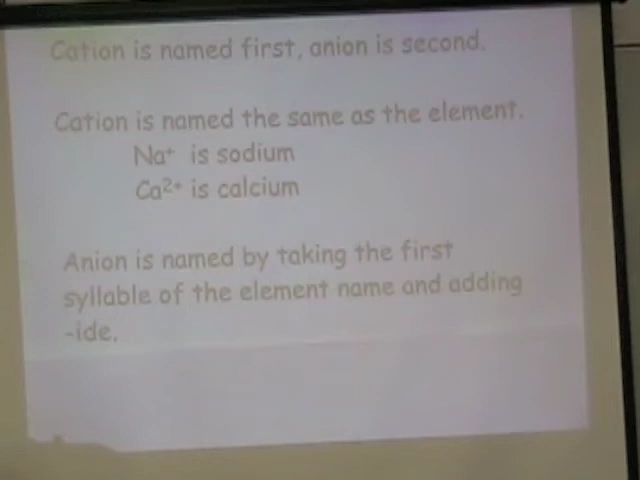 Cation is named first, anion is second.
Cation is named the same as the element.
Na⁺ is sodium
Ca²⁺ is calcium
Anion is named by taking the first
syllable of the element name and adding
-ide.